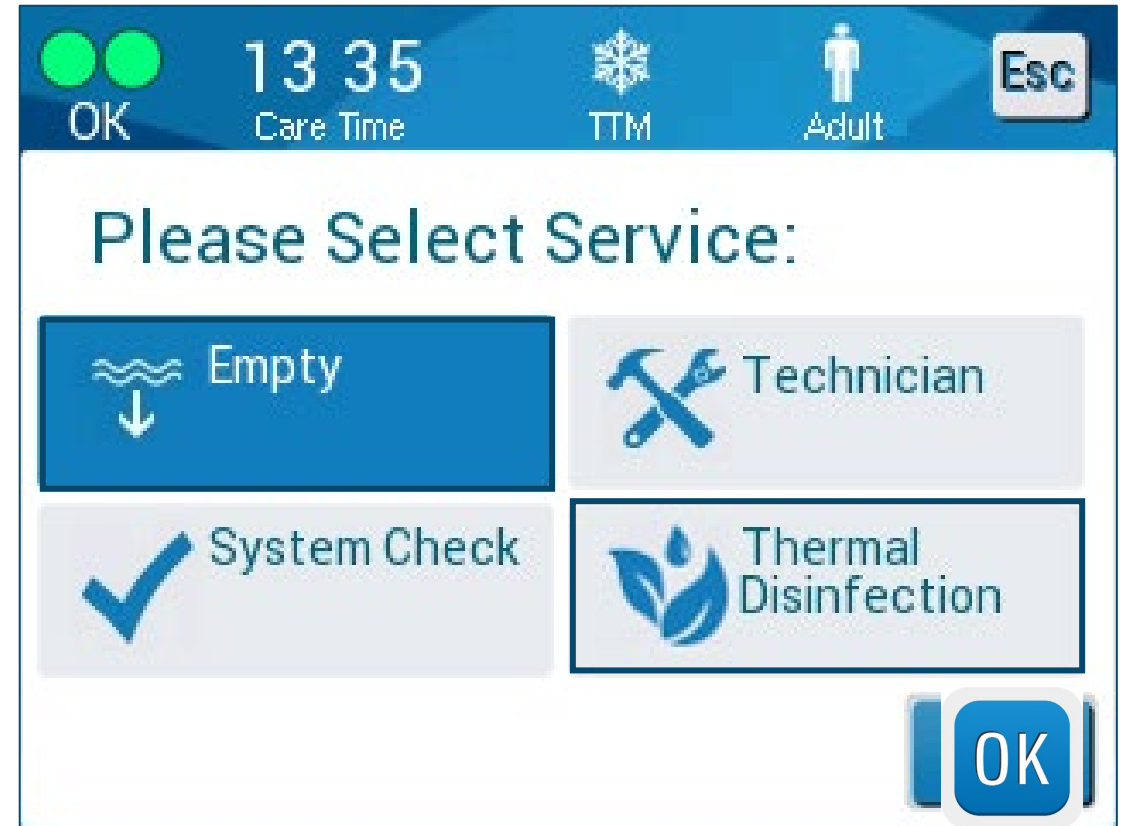 13 35
Esc
OK
Care Time
TTM
Adult
Please Select Service:
Empty
Technician
System Check
Thermal
Disinfection
OK